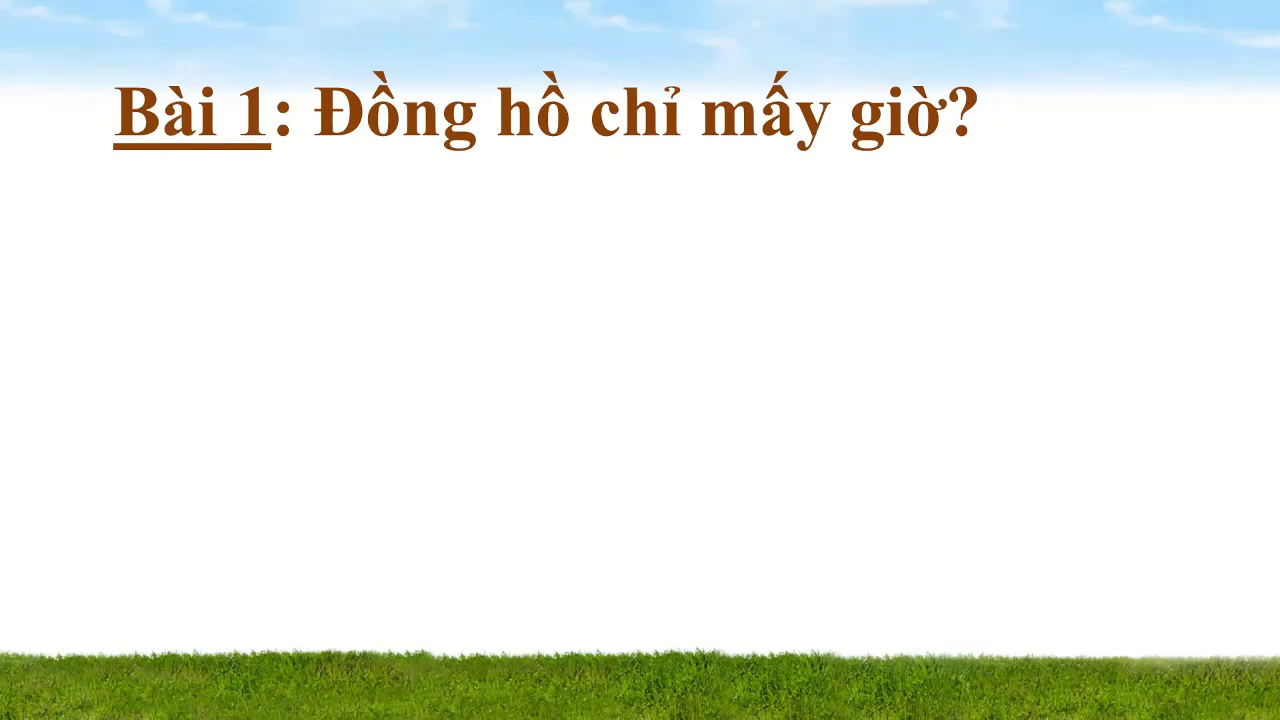 Bài 1: Đồng hồ chỉ mấy giờ?